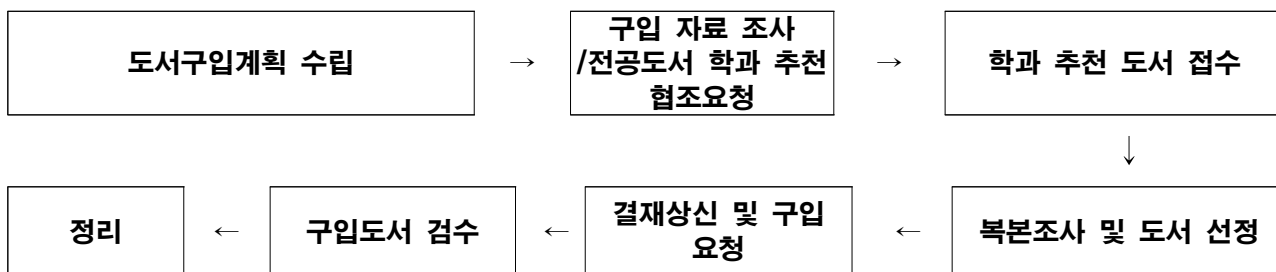 도서구입계획 수립
→
구입 자료 조사
/전공도서 학과 추천
협조요청
→
학과 추천 도서 접수
↓
복본조사 및 도서 선정
←
결재상신 및 구입
요청
←
구입도서 검수
←
정리